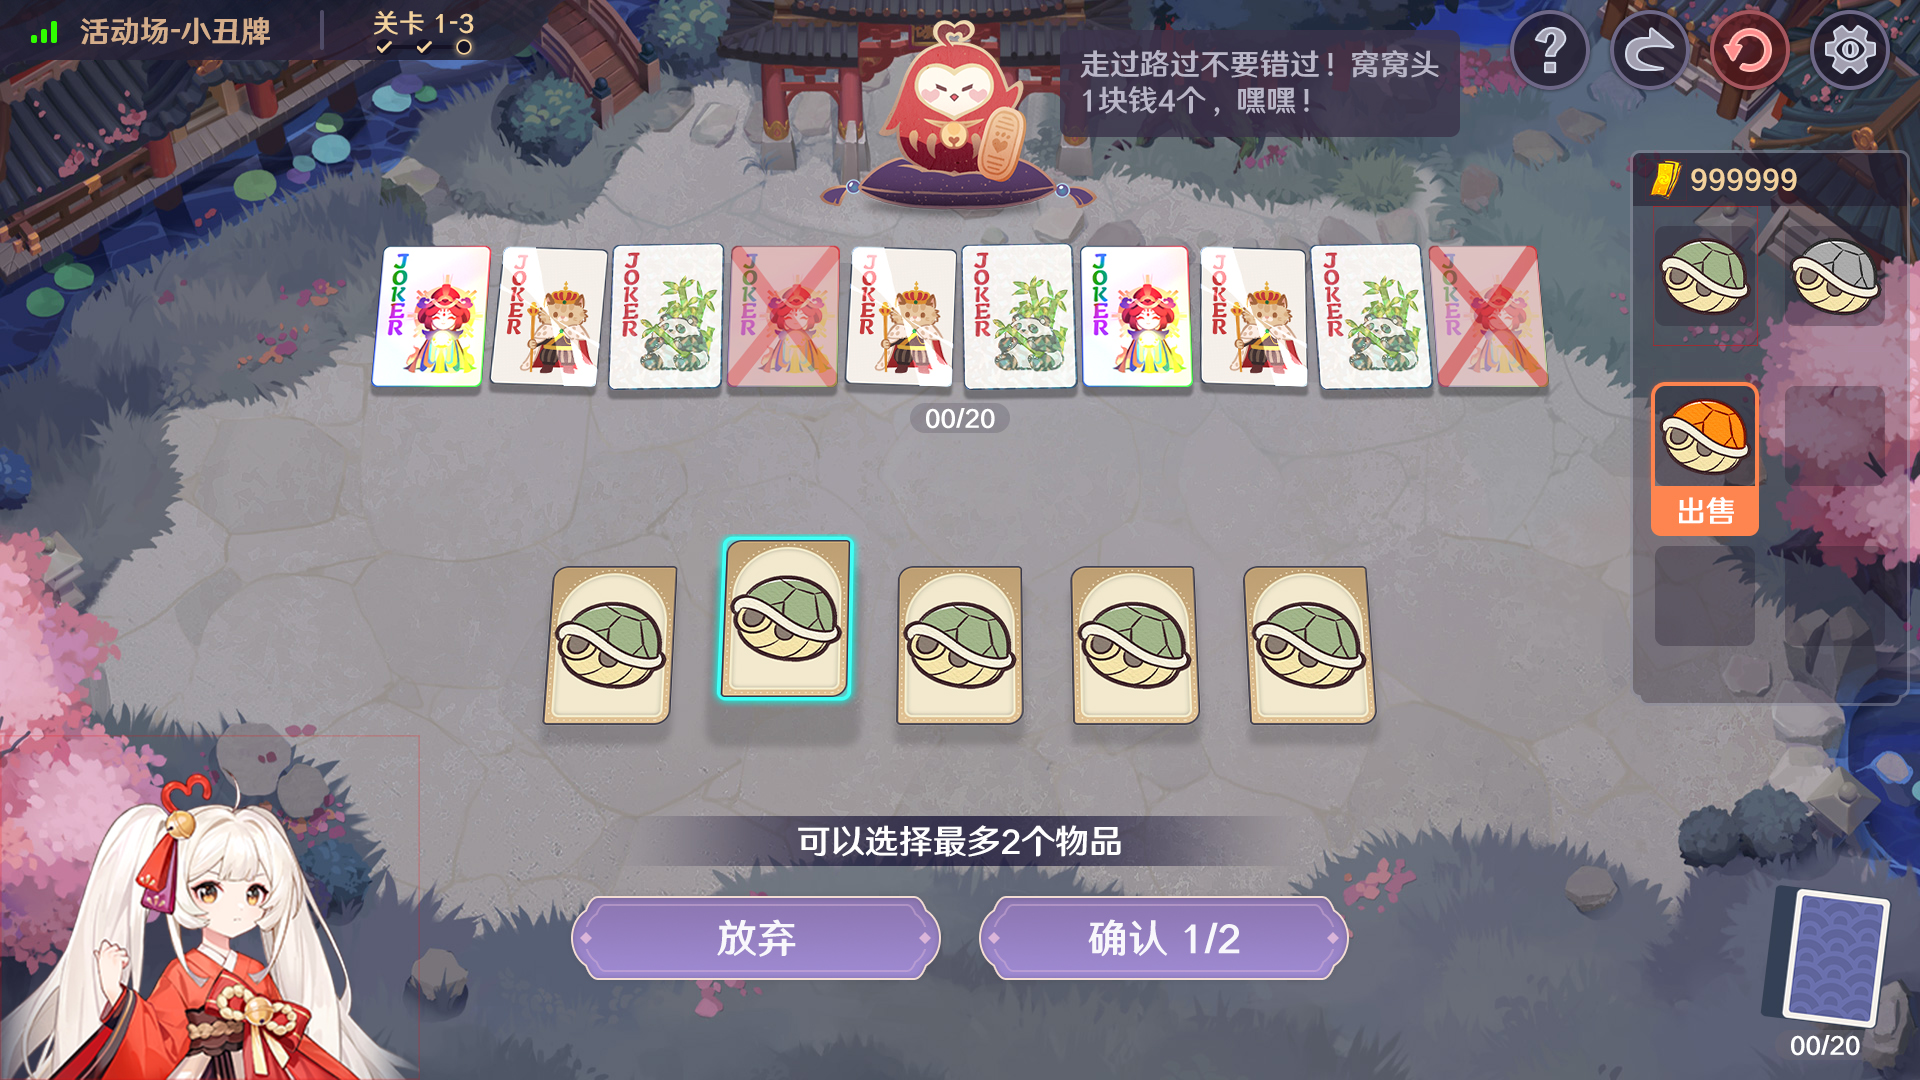 活动场-小丑牌
关卡 1-3
走过路过不要错过！窝窝头
1块钱4个，嘿嘿！
999999
JOKER
JOKER
JOKER
JOKER
JOKER
JOKER
JOKER
JOKER
JOKER
JOKER
00/20
出售
可以选择最多2个物品
放弃
确认 1/2
00/20